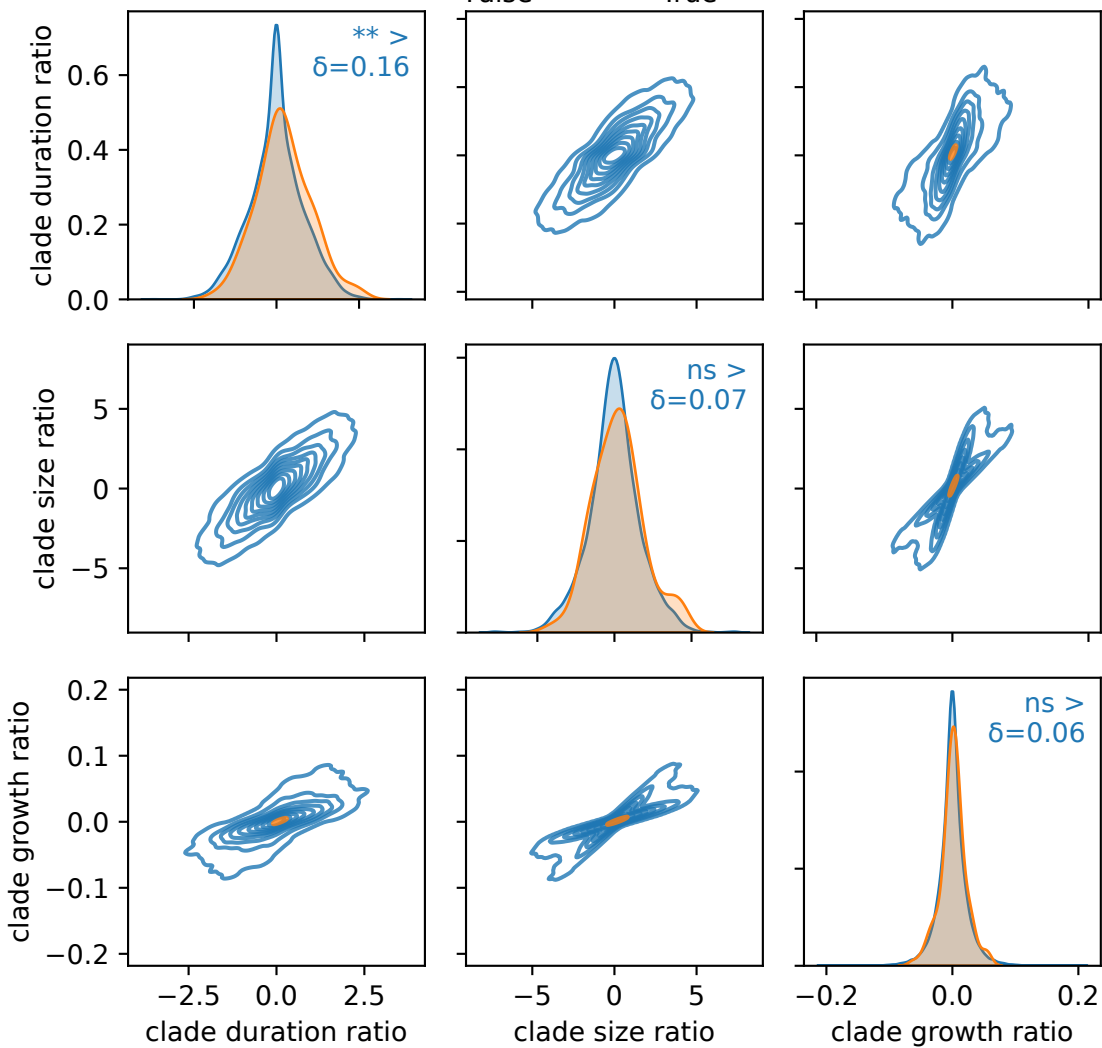 clade duration ratio
0.6
0.4
0.2
0.0
** >
δ=0.16
clade size ratio
5
0
−5
ns >
δ=0.07
clade growth ratio
0.2
0.1
0.0
−0.1
−0.2
ns >
δ=0.06
−2.5 0.0 2.5
−5 0 5
−0.2 0.0 0.2
clade duration ratio
clade size ratio
clade growth ratio